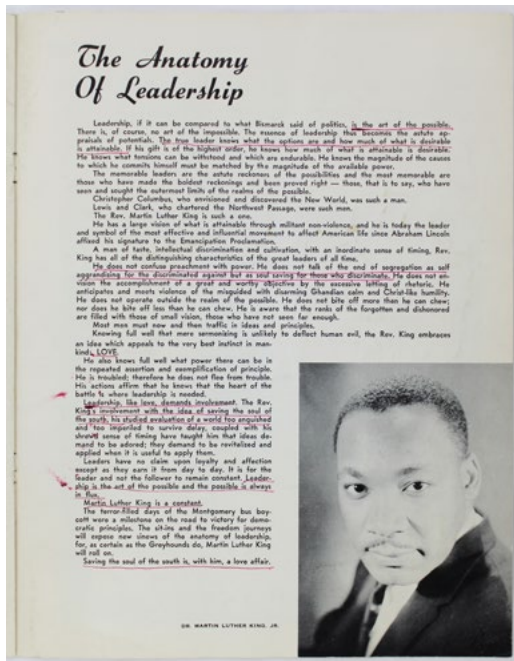 The Anatomy
Of Leadership
Leadership, if it can be compared to what Bismarck said of politics, is the art of the possible.
There is, of course, no art of the impossible. The essence of leadership thus becomes the astute ap-
praisals of potentials. The true leader knows what the options are and how much of what is desirable
is attainable. If his gift is of the highest order, he knows how much of what is attainable is desirable.
He knows what tensions can be withstood and which are endurable. He knows the magnitude of the causes
to which he commits himself must be matched by the magnitude of the available power.
The memorable leaders are the astute reckoners of the possibilities and the most memorable are
those who have made the boldest reckonings and been proved right — those, that is to say, who have
seen and sought the outermost limits of the realms of the possible.
Christopher Columbus, who envisioned and discovered the New World, was such a man.
Lewis and Clark, who chartered the Northwest Passage, were such men.
The Rev. Martin Luther King is such a one.
He has a large vision of what is attainable through militant non-violence, and he is today the leader
and symbol of the most effective and influential movement to affect American life since Abraham Lincoln
affixed his signature to the Emancipation Proclamation.
A man of taste, intellectual discrimination and cultivation, with an inordinate sense of timing, Rev.
King has all of the distinguishing characteristics of the great leaders of all time.
He does not confuse preachment with power. He does not talk of the end of segregation as self
aggrandising for the discriminated against but as soul saving for those who discriminate. He does not en-
vision the accomplishment of a great and worthy objective by the excessive letting of rhetoric. He
anticipates and meets violence of the misguided with disarming Ghandian calm and Christ-like humility.
He does not operate outside the realm of the possible. He does not bite off more than he can chew;
nor does he bite off less than he can chew. He is aware that the ranks of the forgotten and dishonored
are filled with those of small vision, those who have not seen far enough.
Most men must now and then traffic in ideas and principles.
Knowing full well that mere sermonizing is unlikely to deflect human evil, the Rev. King embraces
an idea which appeals to the very best instinct in man-
kind, LOVE.
He also knows full well what power there can be in
the repeated assertion and exemplification of principle.
He is troubled; therefore he does not flee from trouble.
His actions affirm that he knows that the heart of the
battle is where leadership is needed.
Leadership, like love, demands involvement. The Rev.
King's involvement with the idea of saving the soul of
the south, his studied evaluation of a world too anguished
and too imperiled to survive delay, coupled with his
shrewd sense of timing have taught him that ideas de-
mand to be adored; they demand to be revitalised and
applied when it is useful to apply them.
Leaders have no claim upon loyalty and affection
except as they earn it from day to day. It is for the
leader and not the follower to remain constant. Leader-
ship is the art of the possible and the possible is always
in flux.
Martin Luther King is a constant.
The terror-filled days of the Montgomery bus boy-
cott were a milestone on the road to victory for demo-
cratic principles. The sit-ins and the freedom journeys
will expose new sinews of the anatomy of leadership,
for, as certain as the Greyhounds do, Martin Luther King
will roll on.
Saving the soul of the south is, with him, a love affair.
DR. MARTIN LUTHER KING, JR.